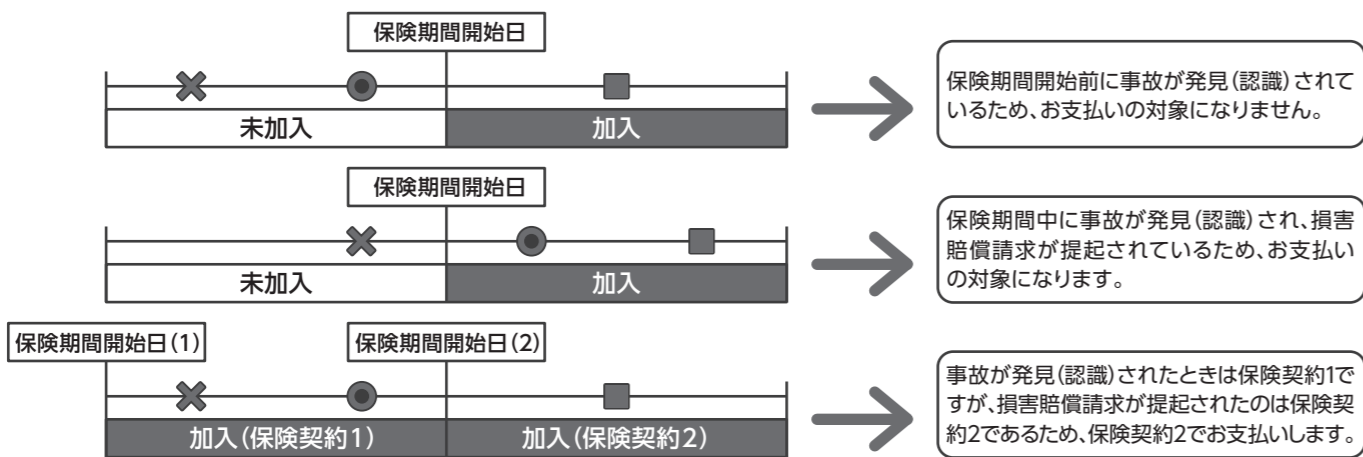 保険期間開始日
未加入
加入
保険期間開始前に事故が発見(認識)されて
いるため、お支払いの対象になりません。
保険期間開始日
未加入
加入
保険期間中に事故が発見(認識)され、損害
賠償請求が提起されているため、お支払い
の対象になります。
保険期間開始日(1)
保険期間開始日(2)
加入(保険契約1)
加入(保険契約2)
事故が発見(認識)されたときは保険契約1で
すが、損害賠償請求が提起されたのは保険契
約2であるため、保険契約2でお支払いします。